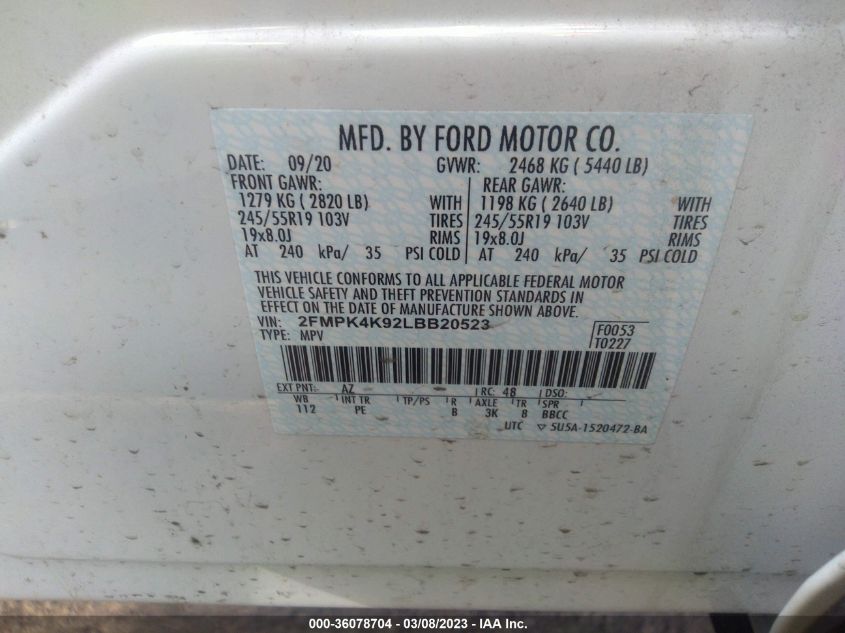 MFD. BY FORD MOTOR CO.
DATE: 09/20 GVWR: 2468 KG ( 5440 LB)
FRONT GAWR: REAR GAWR:
1279 KG ( 2820 LB) WITH 1198 KG ( 2640 LB) WITH
245/55R19 103V TIRES 245/55R19 103V TIRES
19x8.0J RIMS 19x8.0J RIMS
AT 240 kPa/ 35 PSI COLD AT 240 kPa/ 35 PSI COLD
THIS VEHICLE CONFORMS TO ALL APPLICABLE FEDERAL MOTOR
VEHICLE SAFETY AND THEFT PREVENTION STANDARDS IN
EFFECT ON THE DATE OF MANUFACTURE SHOWN ABOVE.
VIN: 2FMPK4K92LBB20523 F0053
TYPE: MPV T0227
EXT PNT: AZ RC: 48 DSO:
WB INT TR TP/PS R AXLE TR SPR
112 PE B 3K 8 BBCC
UTC ▽ 5U5A-1520472-BA
000-36078704 - 03/08/2023 - IAA Inc.